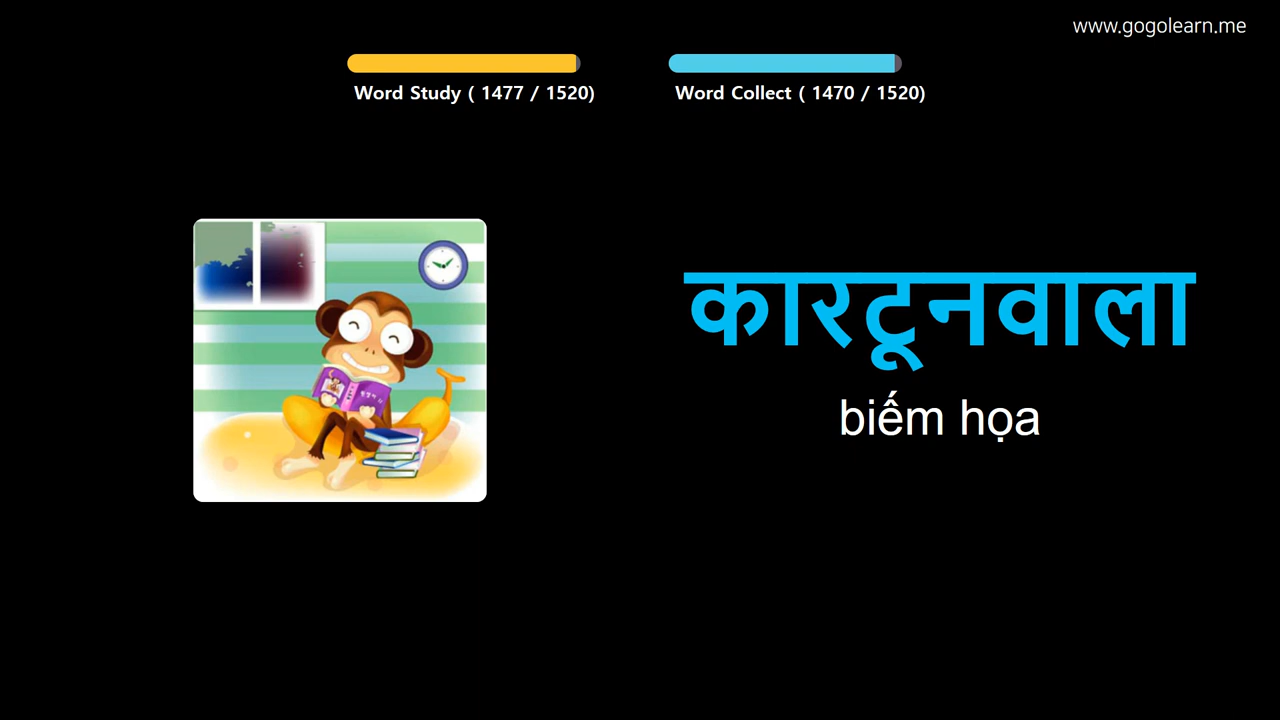 www.gogolearn.me
Word Study ( 1477 / 1520)
Word Collect ( 1470 / 1520)
कारटूनवाला
biếm họa